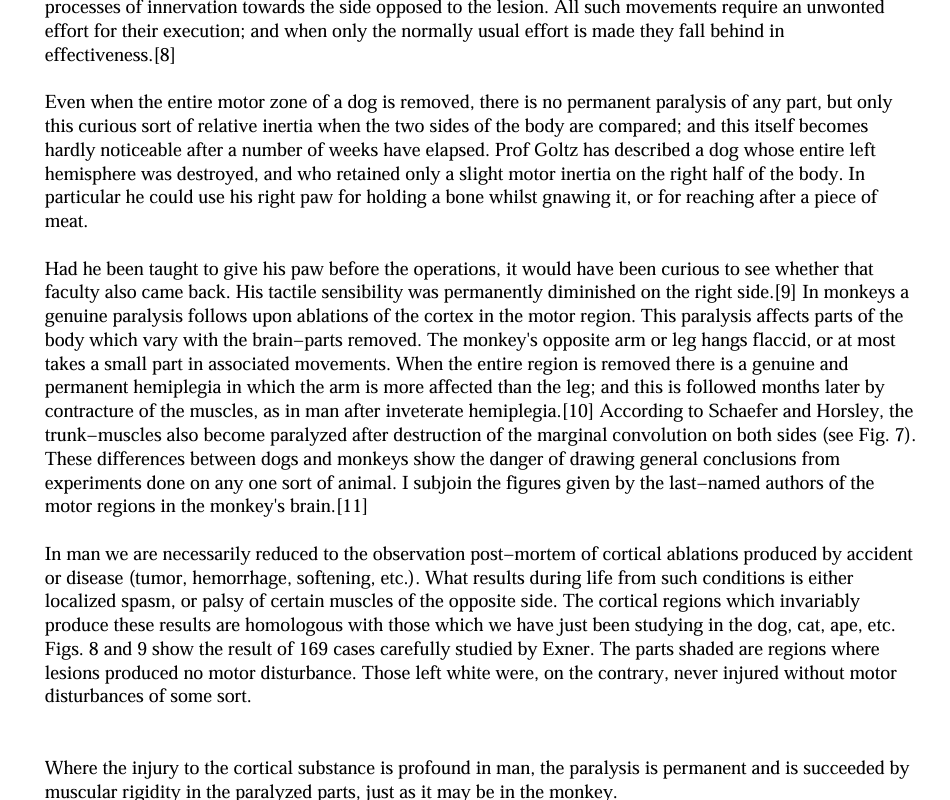 processes of innervation towards the side opposed to the lesion. All such movements require an unwonted
effort for their execution; and when only the normally usual effort is made they fall behind in
effectiveness.[8]
Even when the entire motor zone of a dog is removed, there is no permanent paralysis of any part, but only
this curious sort of relative inertia when the two sides of the body are compared; and this itself becomes
hardly noticeable after a number of weeks have elapsed. Prof Goltz has described a dog whose entire left
hemisphere was destroyed, and who retained only a slight motor inertia on the right half of the body. In
particular he could use his right paw for holding a bone whilst gnawing it, or for reaching after a piece of
meat.
Had he been taught to give his paw before the operations, it would have been curious to see whether that
faculty also came back. His tactile sensibility was permanently diminished on the right side.[9] In monkeys a
genuine paralysis follows upon ablations of the cortex in the motor region. This paralysis affects parts of the
body which vary with the brain−parts removed. The monkey's opposite arm or leg hangs flaccid, or at most
takes a small part in associated movements. When the entire region is removed there is a genuine and
permanent hemiplegia in which the arm is more affected than the leg; and this is followed months later by
contracture of the muscles, as in man after inveterate hemiplegia.[10] According to Schaefer and Horsley, the
trunk−muscles also become paralyzed after destruction of the marginal convolution on both sides (see Fig. 7).
These differences between dogs and monkeys show the danger of drawing general conclusions from
experiments done on any one sort of animal. I subjoin the figures given by the last−named authors of the
motor regions in the monkey's brain.[11]
In man we are necessarily reduced to the observation post−mortem of cortical ablations produced by accident
or disease (tumor, hemorrhage, softening, etc.). What results during life from such conditions is either
localized spasm, or palsy of certain muscles of the opposite side. The cortical regions which invariably
produce these results are homologous with those which we have just been studying in the dog, cat, ape, etc.
Figs. 8 and 9 show the result of 169 cases carefully studied by Exner. The parts shaded are regions where
lesions produced no motor disturbance. Those left white were, on the contrary, never injured without motor
disturbances of some sort.
Where the injury to the cortical substance is profound in man, the paralysis is permanent and is succeeded by
muscular rigidity in the paralyzed parts, just as it may be in the monkey.